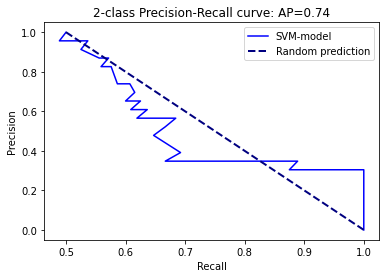 2-class Precision-Recall curve: AP=0.74
SVM-model
Random prediction
Precision
1.0
0.8
0.6
0.4
0.2
0.0
0.5
0.6
0.7
0.8
0.9
1.0
Recall